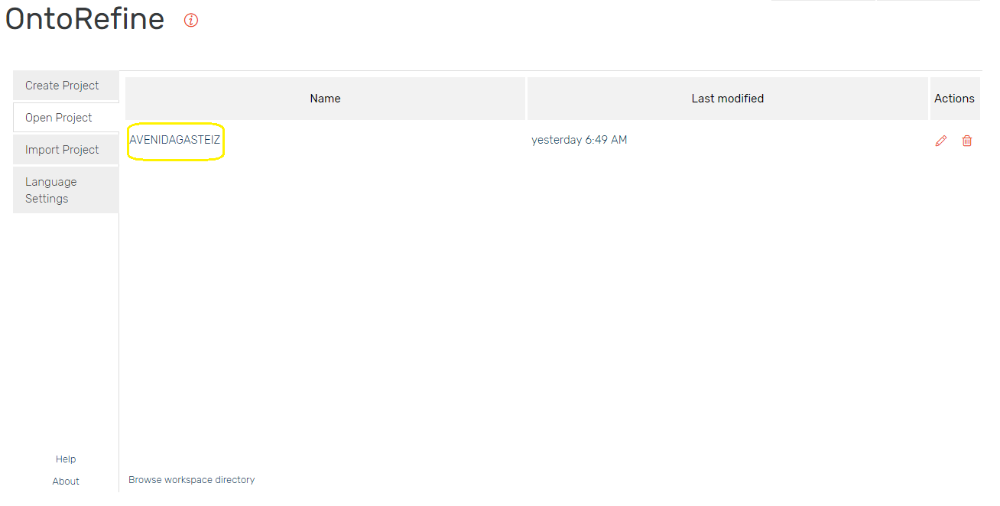 OntoRefine
Create Project
Open Project
Import Project
Language
Settings
Name
Last modified
Actions
AVENIDAGASTEIZ
yesterday 6:49 AM
Help
About
Browse workspace directory